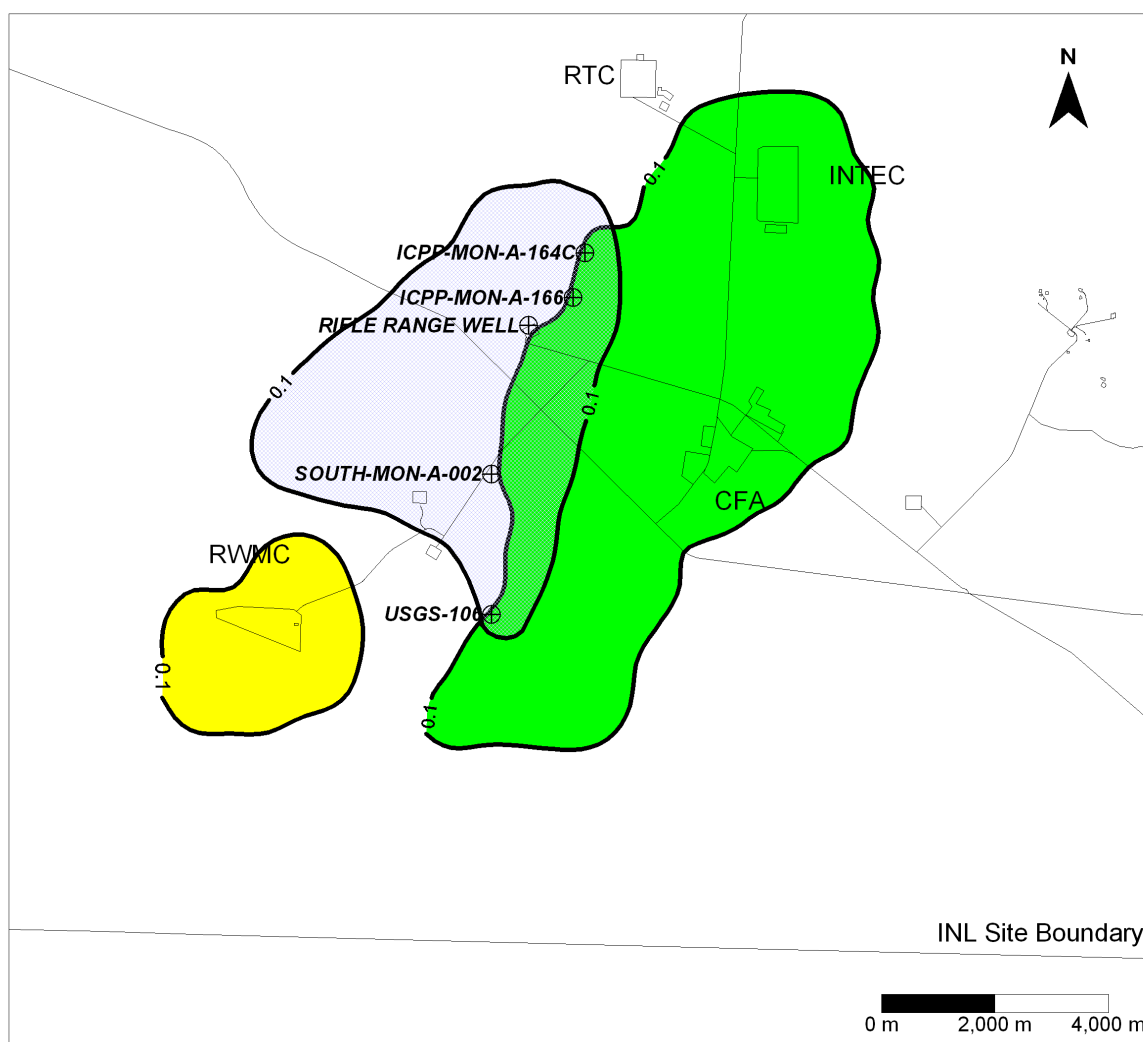 N
RTC
INTEC
0.1
ICPP-MON-A-164C
ICPP-MON-A-166
RIFLE RANGE WELL
0.1
0.1
SOUTH-MON-A-002
CFA
RWMC
USGS-106
0.1
0.1
INL Site Boundary
0 m 2,000 m 4,000 m